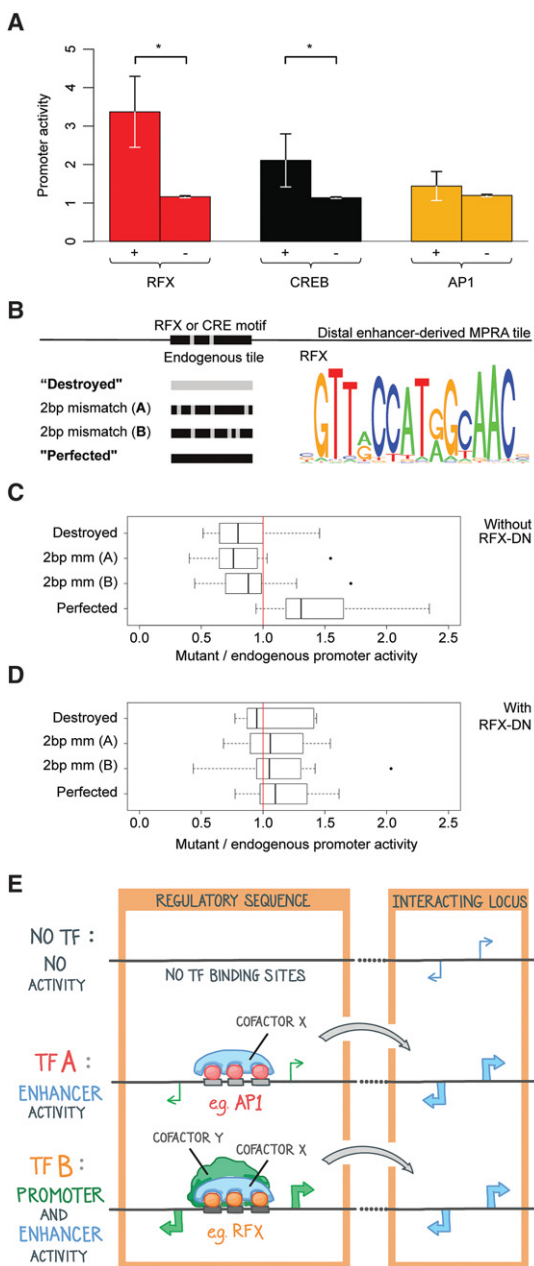 A
* *
Promoter activity
5
4
3
2
1
0
+ - + - + -
RFX CREB AP1
B
RFX or CRE motif
Distal enhancer-derived MPRA tile
Endogenous tile
RFX
"Destroyed"
2bp mismatch (A)
2bp mismatch (B)
"Perfected"
GTTACCATGGCAAC
G C T A T
C
Without
RFX-DN
Destroyed
2bp mm (A)
2bp mm (B)
Perfected
0.0 0.5 1.0 1.5 2.0 2.5
Mutant / endogenous promoter activity
D
With
RFX-DN
Destroyed
2bp mm (A)
2bp mm (B)
Perfected
0.0 0.5 1.0 1.5 2.0 2.5
Mutant / endogenous promoter activity
E
REGULATORY SEQUENCE INTERACTING LOCUS
NO TF :
NO
ACTIVITY
NO TF BINDING SITES
COFACTOR X
TF A :
ENHANCER
ACTIVITY
e.g. AP1
COFACTOR Y COFACTOR X
TF B :
PROMOTER
AND
ENHANCER
ACTIVITY
e.g. RFX